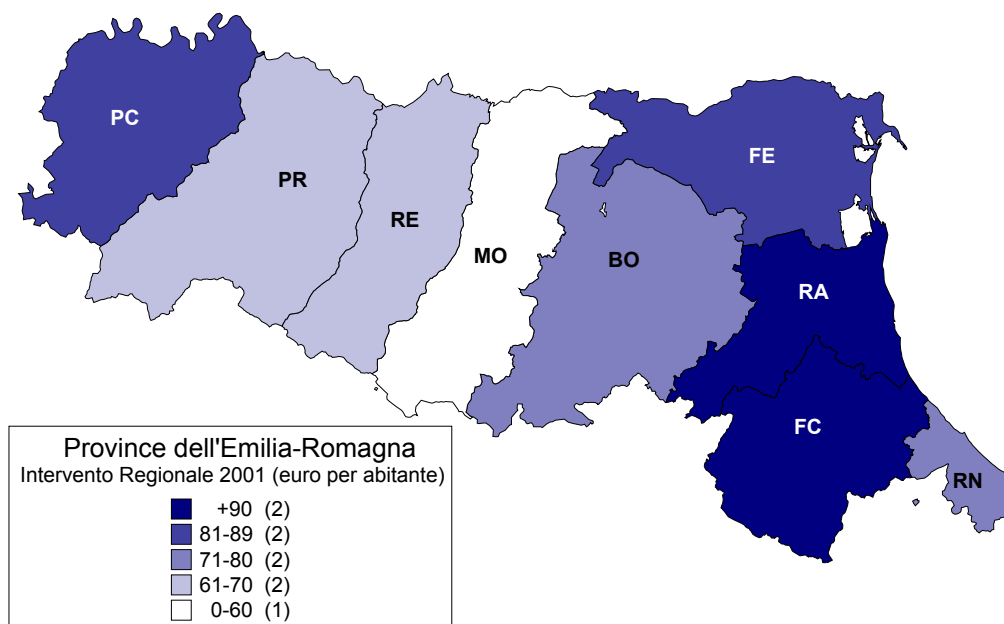 PC
FE
PR
RE
MO
BO
RA
FC
RN
Province dell'Emilia-Romagna
Intervento Regionale 2001 (euro per abitante)
+90 (2)
81-89 (2)
71-80 (2)
61-70 (2)
0-60 (1)